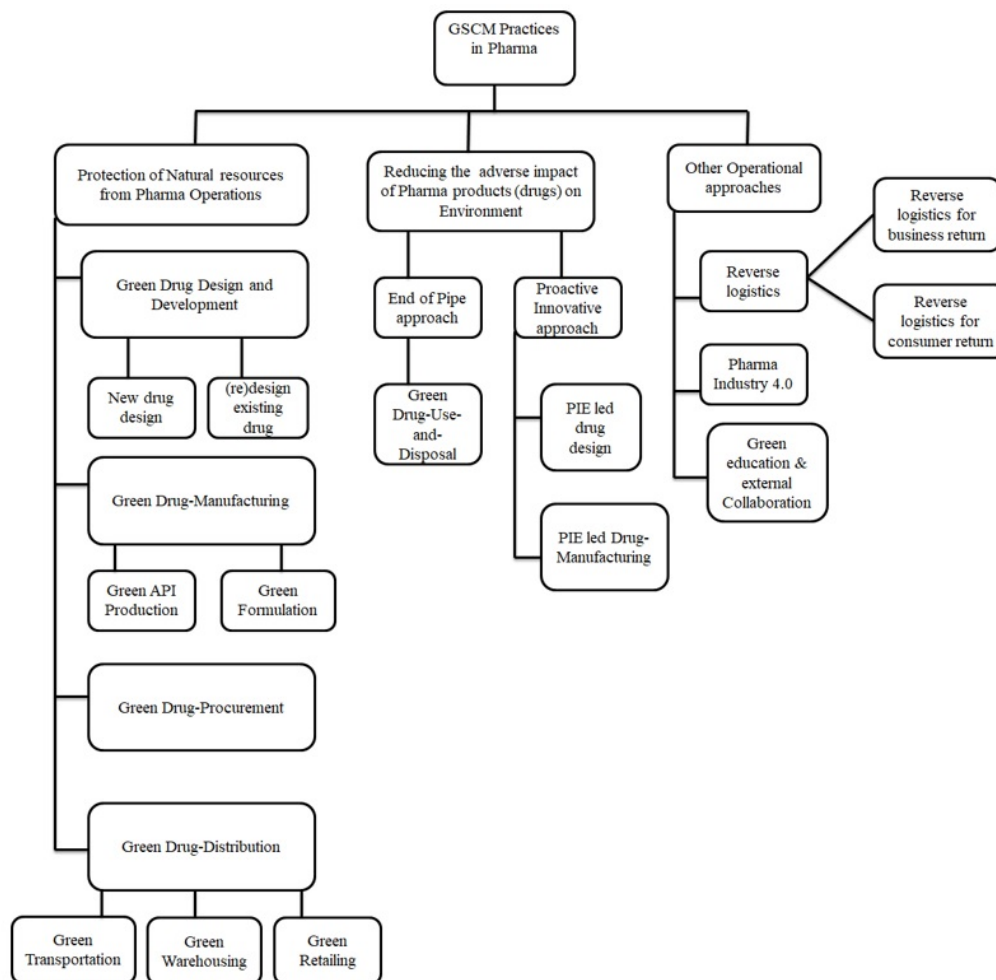 GSCM Practices
in Pharma
Protection of Natural resources
from Pharma Operations
Reducing the adverse impact
of Pharma products (drugs) on
Environment
Other Operational
approaches
Green Drug Design and
Development
New drug
design
(re)design
existing
drug
Green Drug-Manufacturing
Green API
Production
Green
Formulation
Green Drug-Procurement
Green Drug-Distribution
Green
Transportation
Green
Warehousing
Green
Retailing
End of Pipe
approach
Green
Drug-Use-
and-
Disposal
Proactive
Innovative
approach
PIE led
drug
design
PIE led Drug-
Manufacturing
Reverse
logistics
Reverse
logistics for
business return
Reverse
logistics for
consumer return
Pharma
Industry 4.0
Green
education &
external
Collaboration